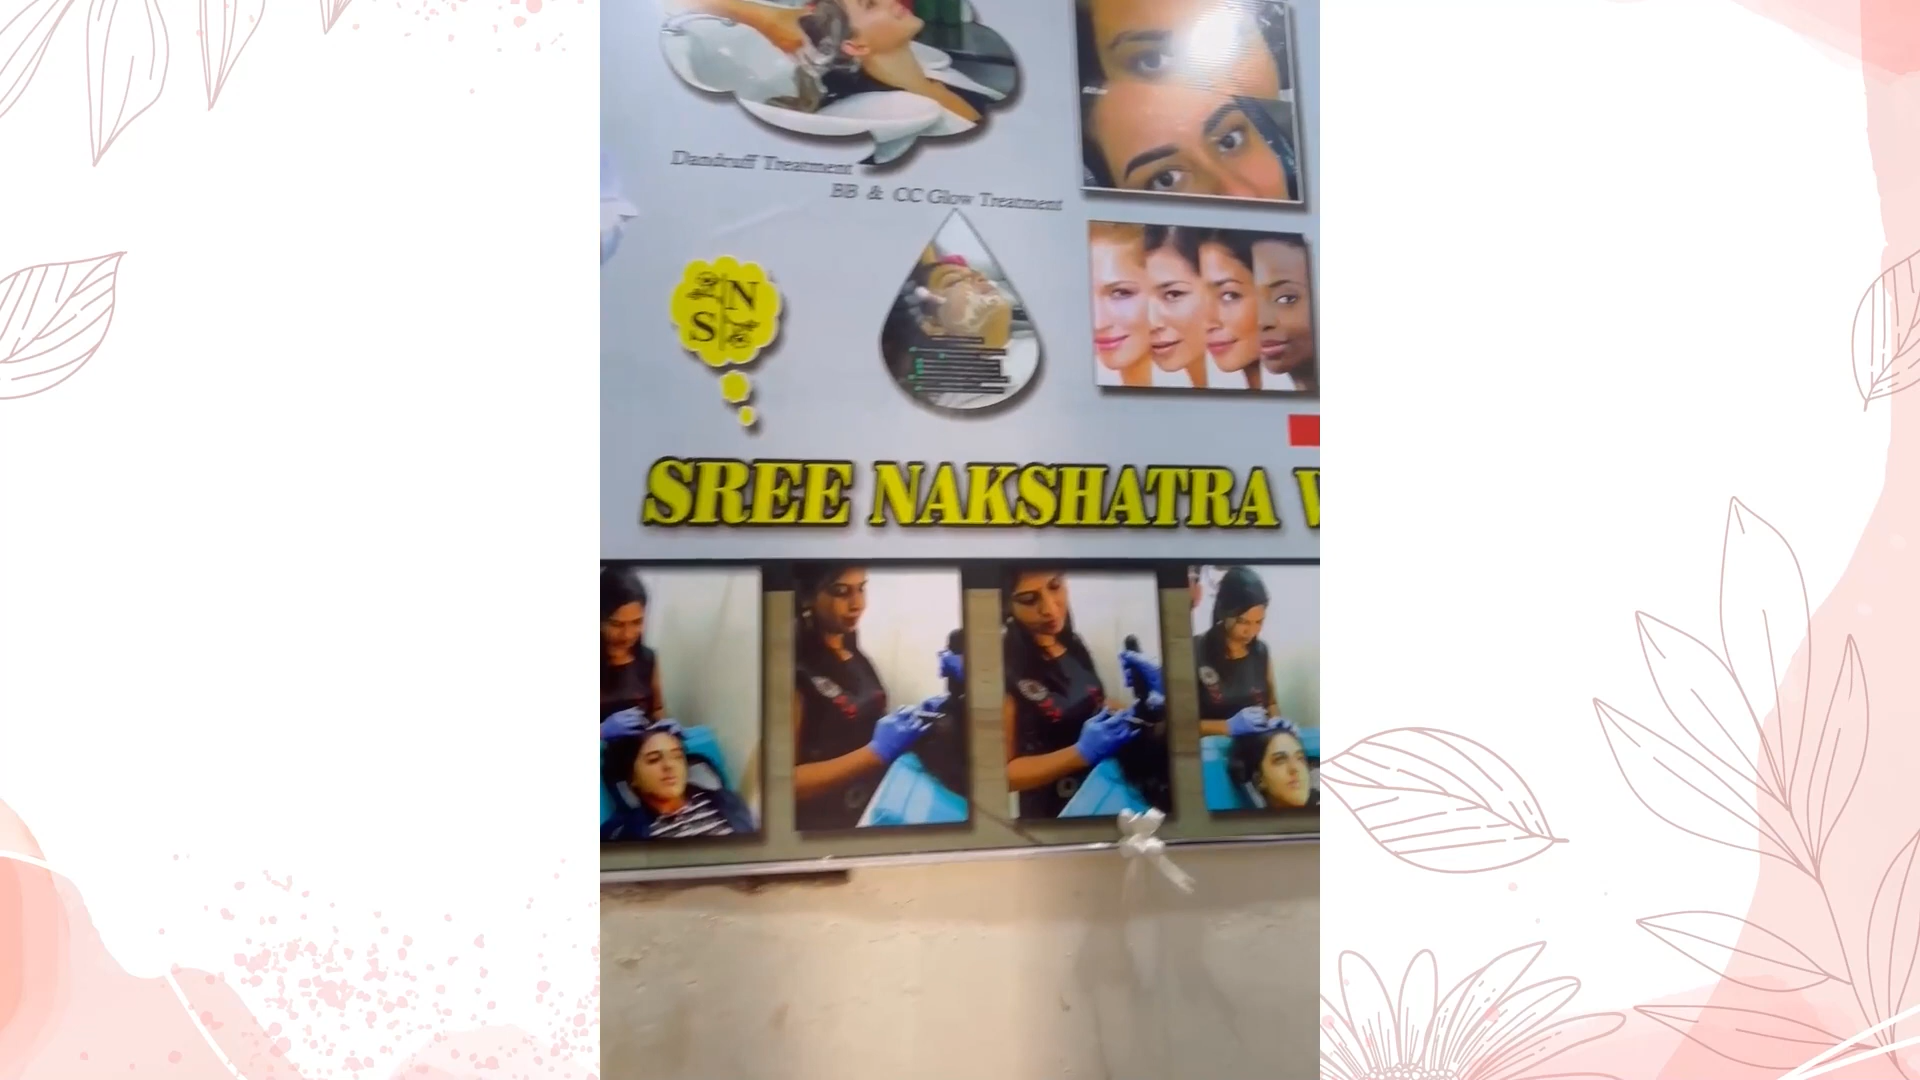 Dandruff Treatment
BB & CC Glow Treatment
N
S
SREE NAKSHATRA